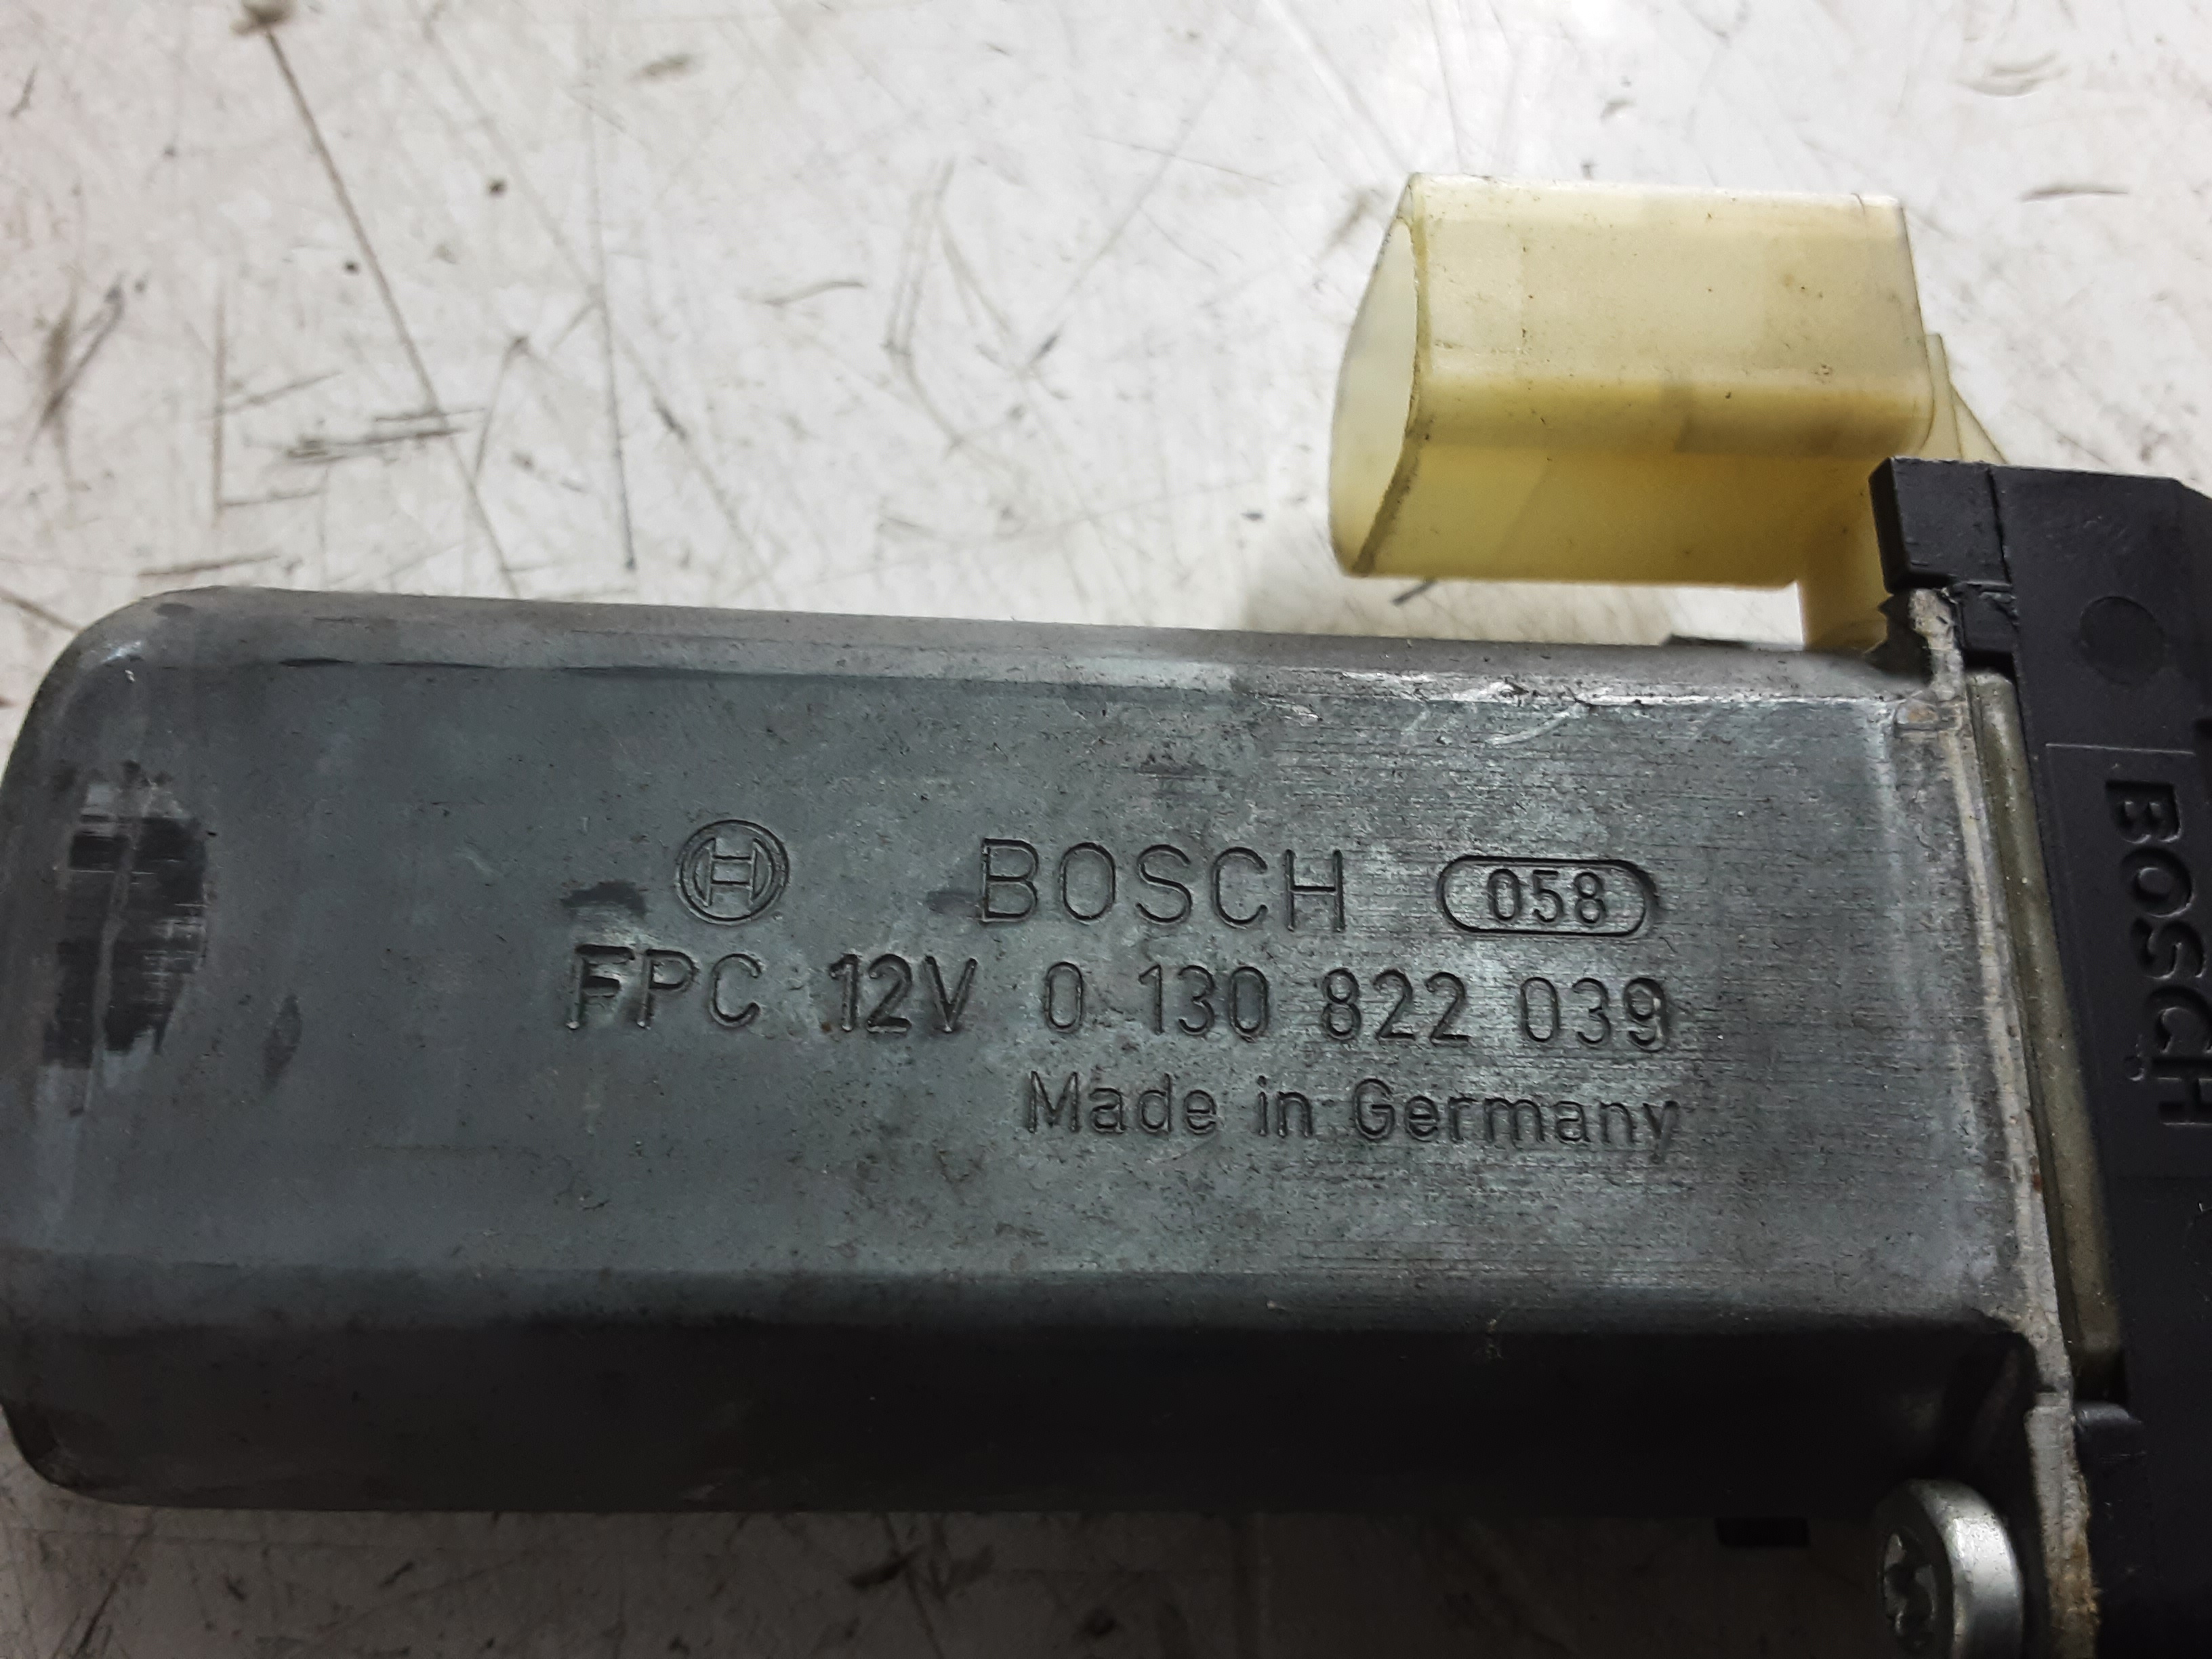 BOSCH 058
FPC 12V 0 130 822 039
Made in Germany
BOSCH